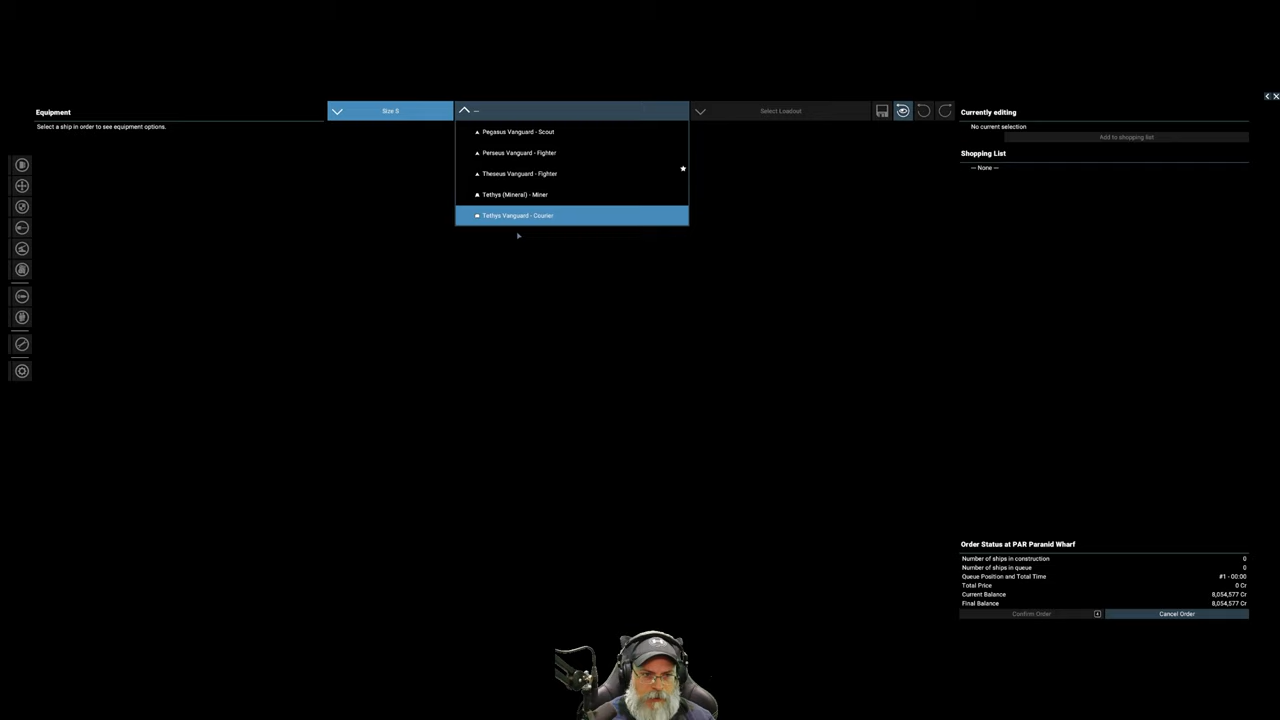 Equipment
Select a ship in order to see equipment options.
Size S
--
Pegasus Vanguard - Scout
Perseus Vanguard - Fighter
Theseus Vanguard - Fighter
Tethys (Mineral) - Miner
Tethys Vanguard - Courier
Select Loadout
Currently editing
No current selection
Add to shopping list
Shopping List
-- None --
Order Status at PAR Paranid Wharf
Number of ships in construction 0
Number of ships in queue 0
Queue Position and Total Time #1 - 00:00
Total Price 0 Cr
Current Balance 8,054,577 Cr
Final Balance 8,054,577 Cr
Confirm Order
Cancel Order